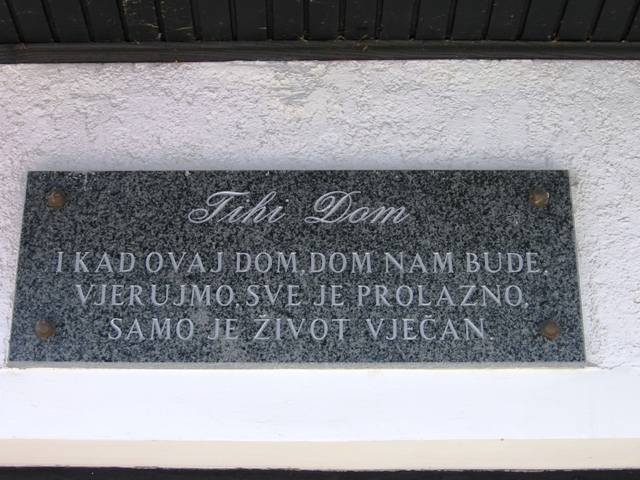 Tihi Dom
I KAD OVAJ DOM, DOM NAM BUDE,
VJERUJMO, SVE JE PROLAZNO,
SAMO JE ŽIVOT VJEČAN.